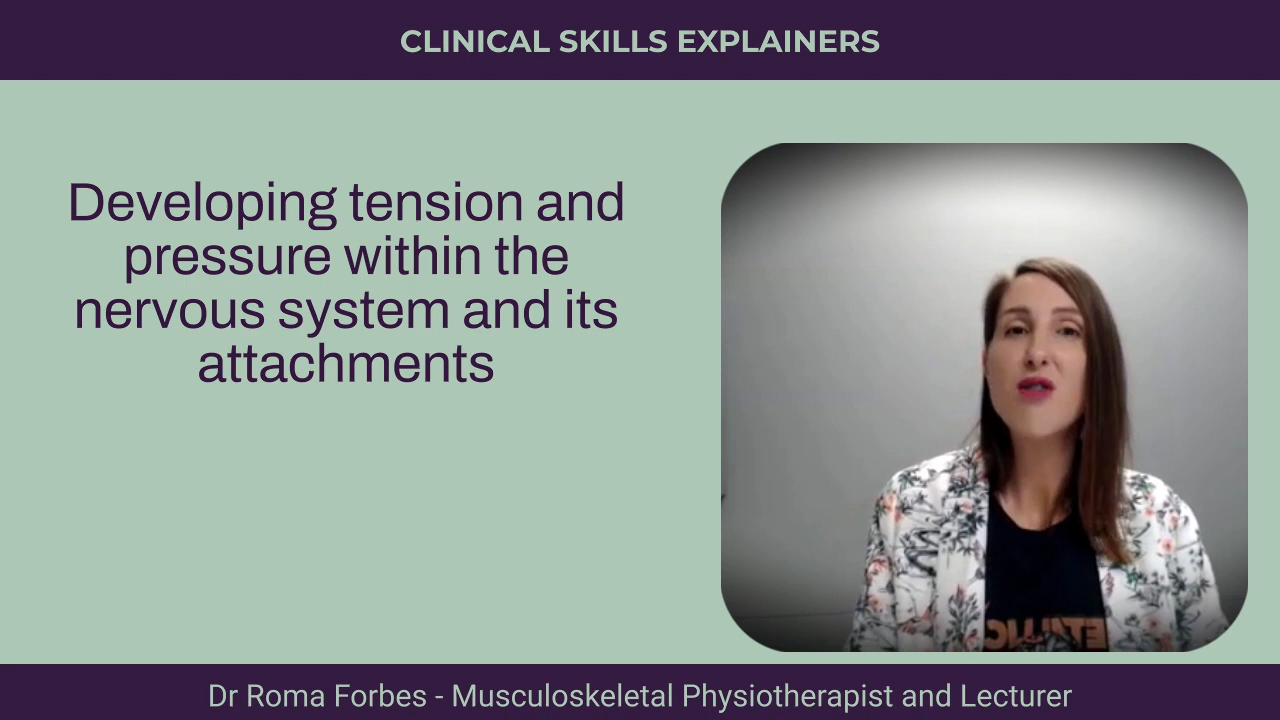 CLINICAL SKILLS EXPLAINERS
Developing tension and
pressure within the
nervous system and its
attachments
Dr Roma Forbes - Musculoskeletal Physiotherapist and Lecturer